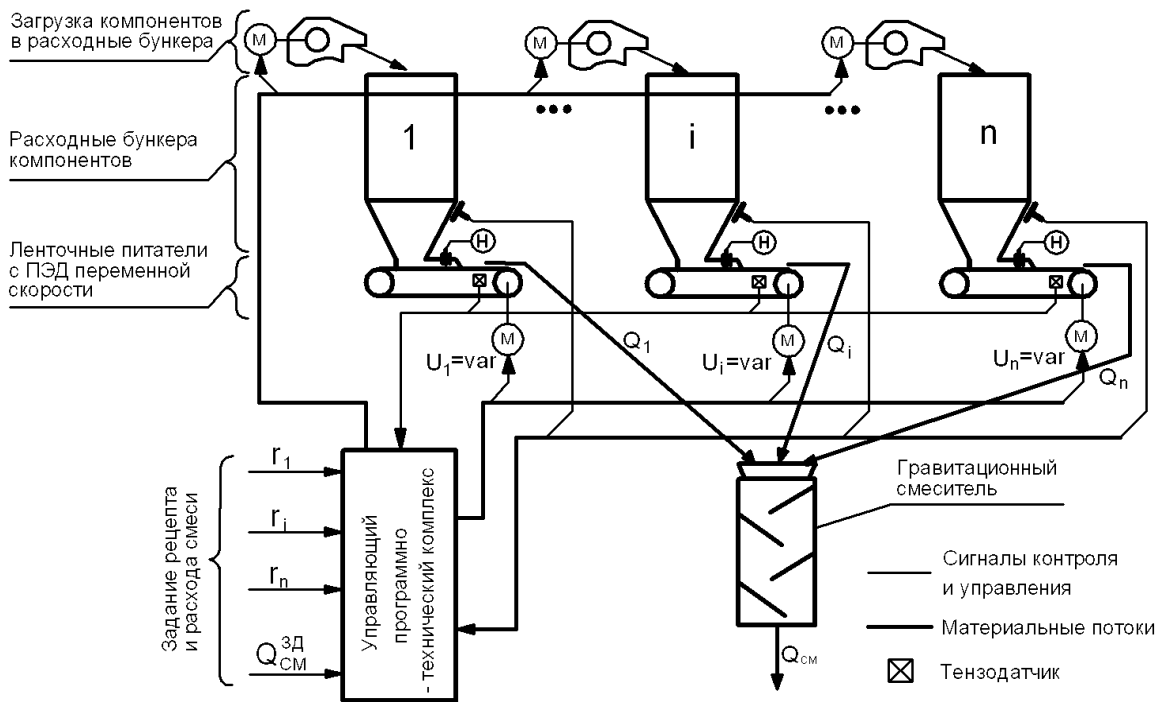 Загрузка компонентов
в расходные бункера
М
М
М
•••
•••
Расходные бункера
компонентов
1
i
n
Ленточные питатели
с ПЭД переменной
скорости
Н
Н
Н
М
М
М
U1=var
Ui=var
Un=var
Q1
Qi
Qn
Задание рецепта
и расхода смеси
r1
ri
rn
QСМ ЗД
Управляющий
программно
- технический комплекс
Гравитационный
смеситель
Qсм
Сигналы контроля
и управления
Материальные потоки
Тензодатчик